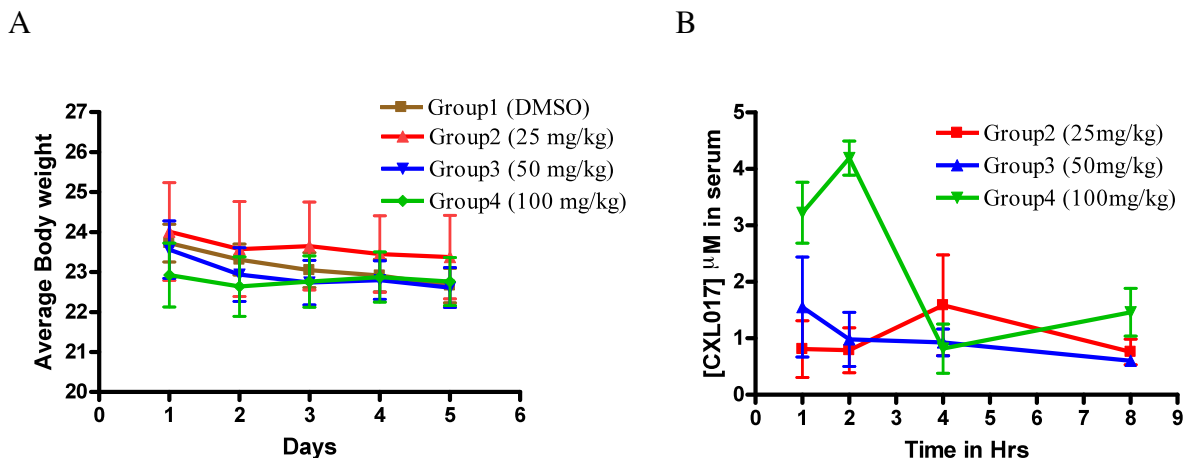 A
B
Group1 (DMSO)
Group2 (25 mg/kg)
Group3 (50 mg/kg)
Group4 (100 mg/kg)
Average Body weight
27
26
25
24
23
22
21
20
0 1 2 3 4 5 6
Days
Group2 (25mg/kg)
Group3 (50mg/kg)
Group4 (100mg/kg)
[CXL017] μM in serum
5
4
3
2
1
0
0 1 2 3 4 5 6 7 8 9
Time in Hrs